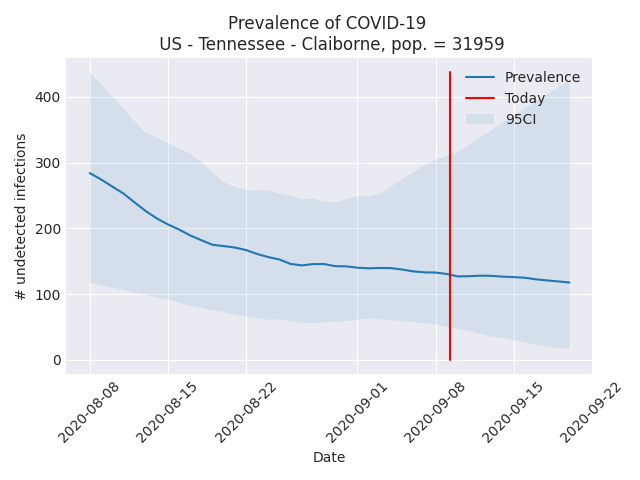 Prevalence of COVID-19
US - Tennessee - Claiborne, pop. = 31959
Prevalence
Today
95CI
400
300
200
100
0
# undetected infections
2020-08-08
2020-08-15
2020-08-22
2020-09-01
2020-09-08
2020-09-15
2020-09-22
Date